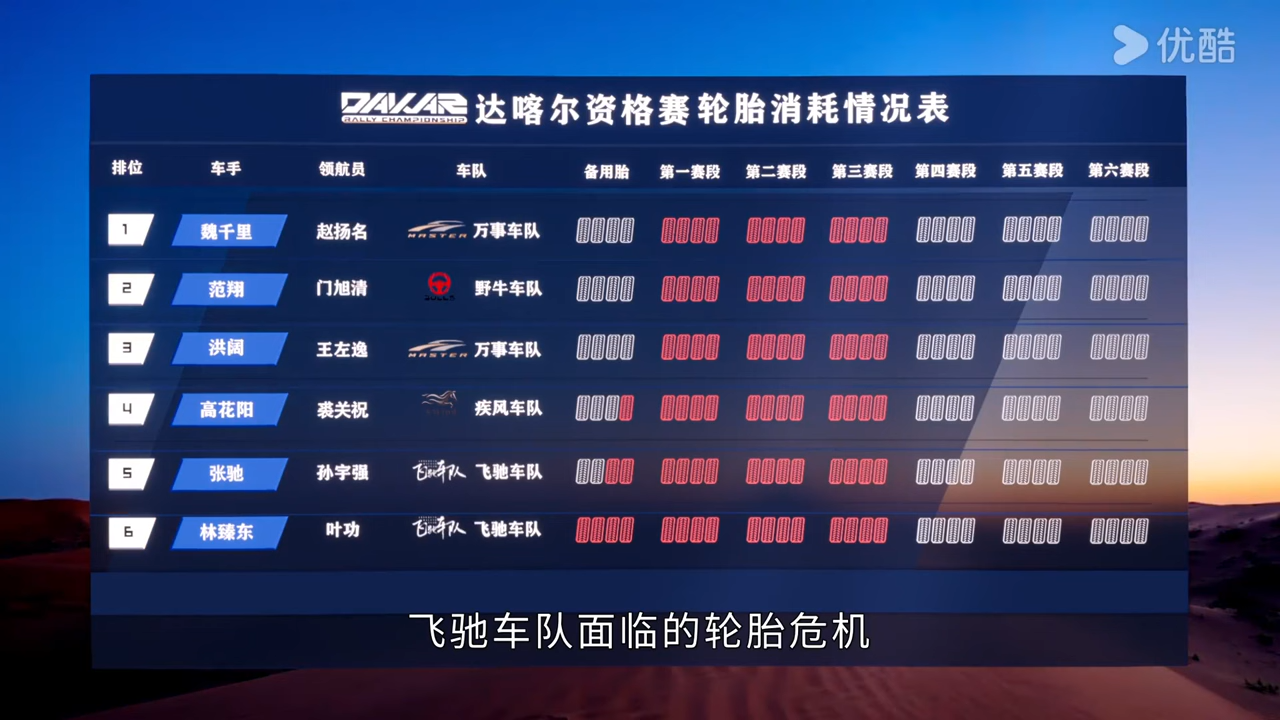 优酷
DAKAR RALLY CHAMPIONSHIP 达喀尔资格赛轮胎消耗情况表
排位 车手 领航员 车队 备用胎 第一赛段 第二赛段 第三赛段 第四赛段 第五赛段 第六赛段
1 魏千里 赵扬名 MASTER 万事车队
2 范翔 门旭清 野牛车队
3 洪阔 王左逸 MASTER 万事车队
4 高花阳 裘关祝 疾风车队
5 张驰 孙宇强 飞驰车队 飞驰车队
6 林臻东 叶功 飞驰车队 飞驰车队
飞驰车队面临的轮胎危机